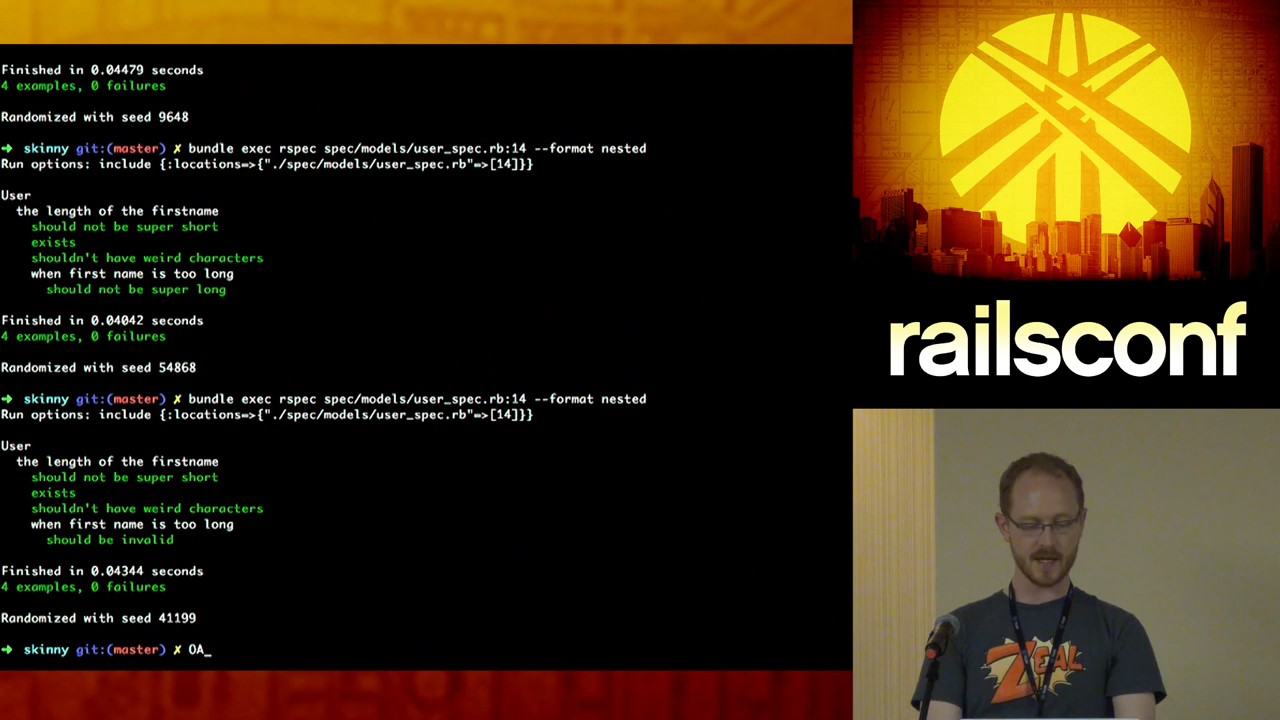 Finished in 0.04479 seconds
4 examples, 0 failures
Randomized with seed 9648
➜ skinny git:(master) ✗ bundle exec rspec spec/models/user_spec.rb:14 --format nested
Run options: include {:locations=>{"./spec/models/user_spec.rb"=>[14]}}
User
the length of the firstname
should not be super short
exists
shouldn't have weird characters
when first name is too long
should not be super long
Finished in 0.04042 seconds
4 examples, 0 failures
Randomized with seed 54868
➜ skinny git:(master) ✗ bundle exec rspec spec/models/user_spec.rb:14 --format nested
Run options: include {:locations=>{"./spec/models/user_spec.rb"=>[14]}}
User
the length of the firstname
should not be super short
exists
shouldn't have weird characters
when first name is too long
should be invalid
Finished in 0.04344 seconds
4 examples, 0 failures
Randomized with seed 41199
➜ skinny git:(master) ✗ OA_
railsconf
ZEAL